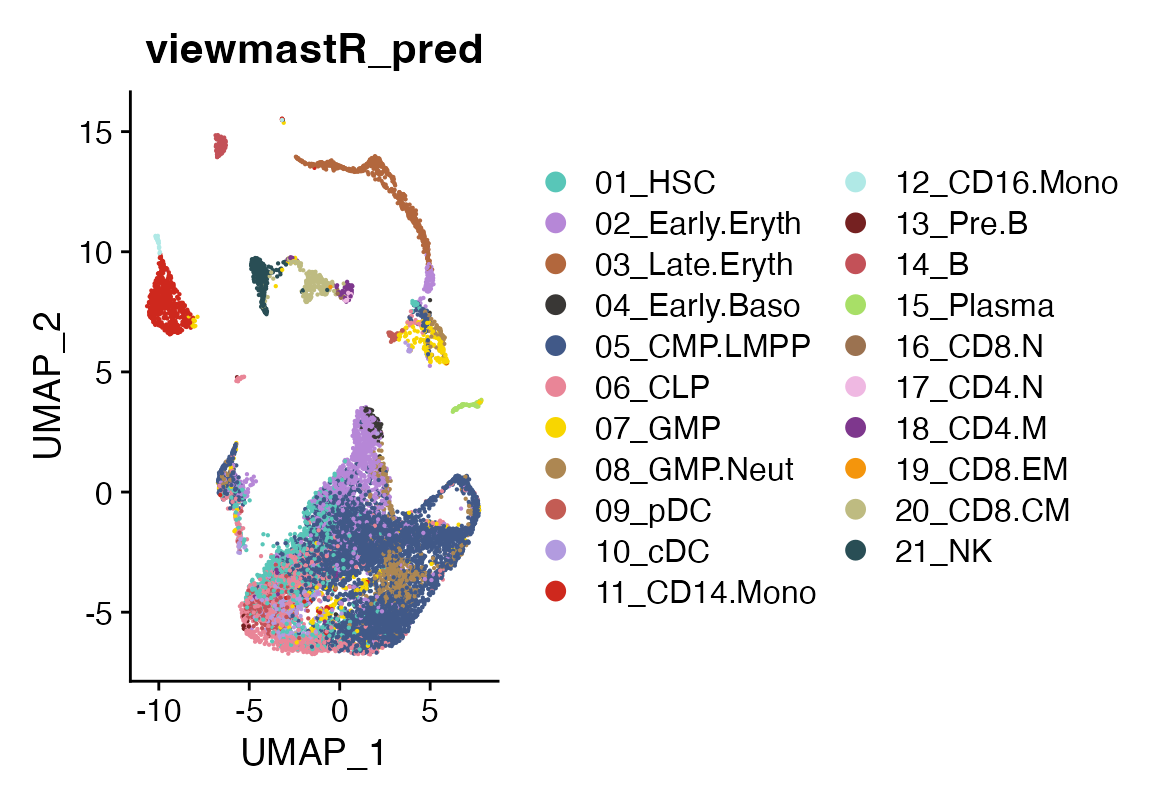 viewmastR_pred
UMAP_2
15
10
5
0
-5
-10
-5
0
5
UMAP_1
01_HSC
02_Early.Eryth
03_Late.Eryth
04_Early.Baso
05_CMP.LMPP
06_CLP
07_GMP
08_GMP.Neut
09_pDC
10_cDC
11_CD14.Mono
12_CD16.Mono
13_Pre.B
14_B
15_Plasma
16_CD8.N
17_CD4.N
18_CD4.M
19_CD8.EM
20_CD8.CM
21_NK